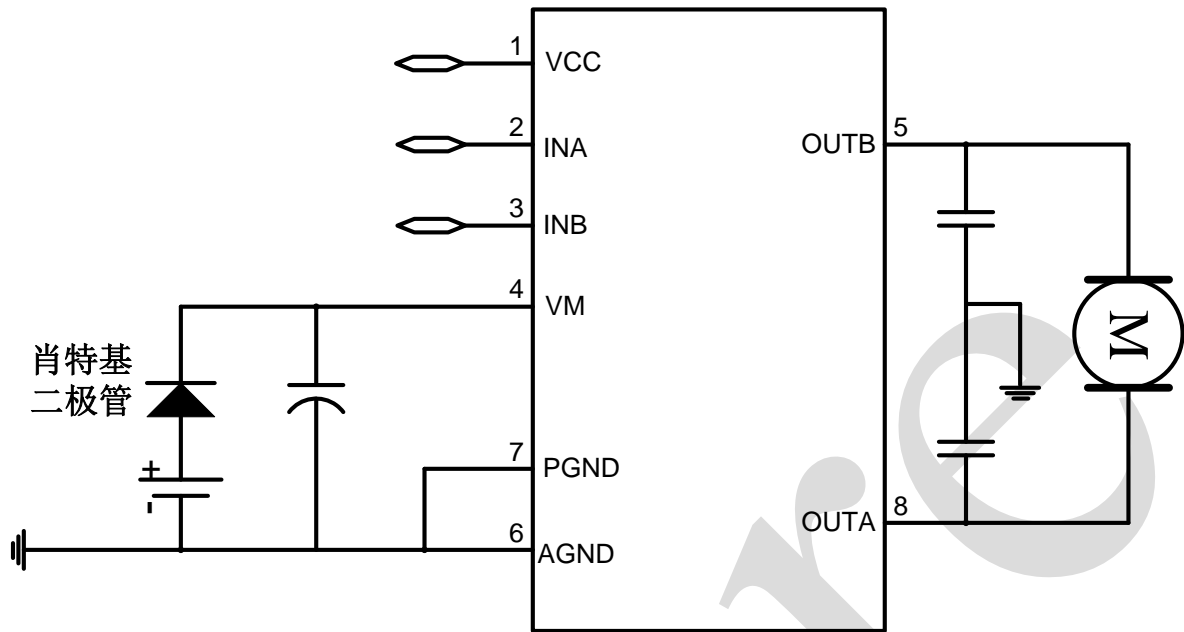 1
VCC
2
INA
3
INB
4
VM
肖特基
二极管
+
-
7
PGND
6
AGND
OUTB
5
OUTA
8
M
re